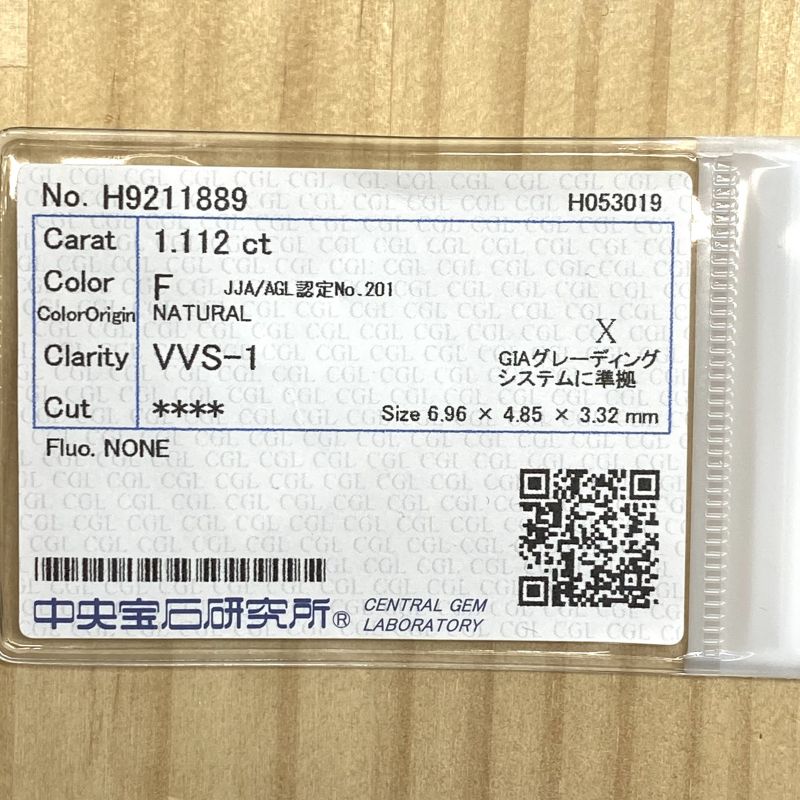 No. H9211889 H053019
Carat 1.112 ct
Color F JJA/AGL認定No.201
ColorOrigin NATURAL
X
Clarity VVS-1 GIAグレーディング
システムに準拠
Cut **** Size 6.96 × 4.85 × 3.32 mm
Fluo. NONE
中央宝石研究所® CENTRAL GEM
LABORATORY